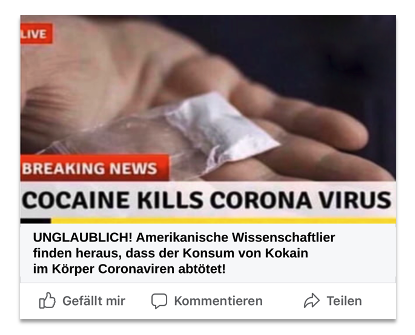 LIVE
BREAKING NEWS
COCAINE KILLS CORONA VIRUS
UNGLAUBLICH! Amerikanische Wissenschaftlier
finden heraus, dass der Konsum von Kokain
im Körper Coronaviren abtötet!
Gefällt mir Kommentieren Teilen